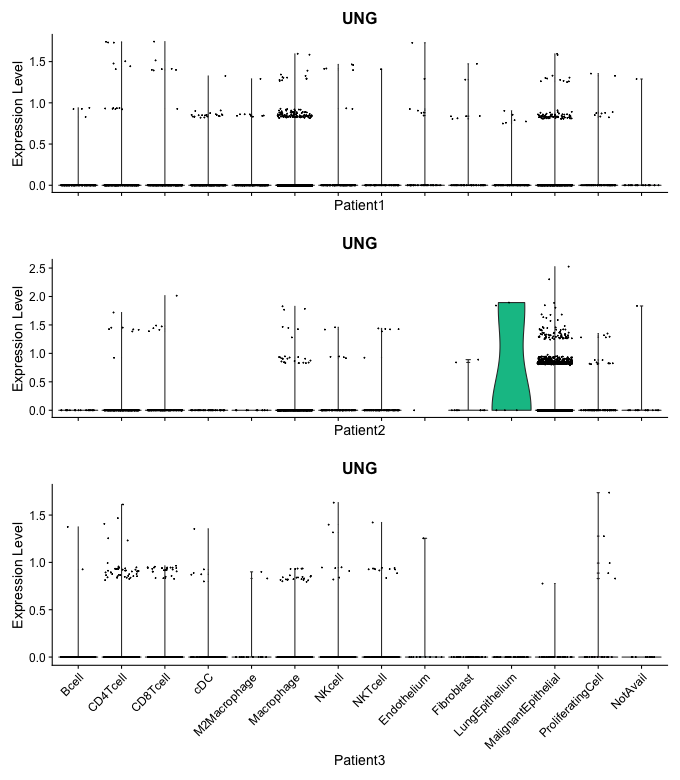 UNG
Expression Level
1.5
1.0
0.5
0.0
Patient1
UNG
Expression Level
2.5
2.0
1.5
1.0
0.5
0.0
Patient2
UNG
Expression Level
1.5
1.0
0.5
0.0
Bcell
CD4Tcell
CD8Tcell
cDC
M2Macrophage
Macrophage
NKcell
NKTcell
Endothelium
Fibroblast
LungEpithelium
MalignantEpithelial
ProliferatingCell
NotAvail
Patient3